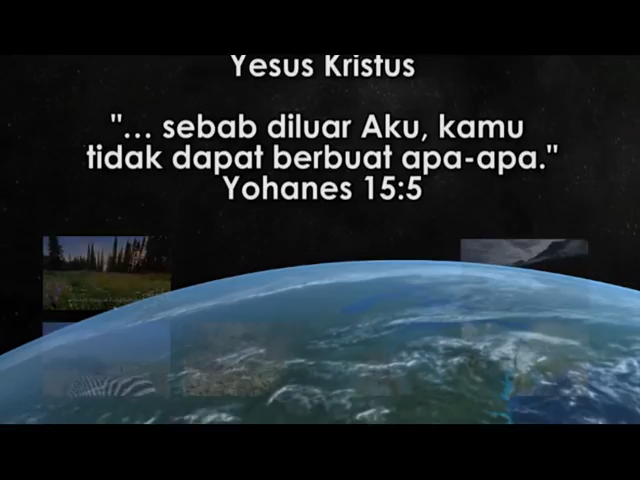 Yesus Kristus
"... sebab diluar Aku, kamu
tidak dapat berbuat apa-apa."
Yohanes 15:5